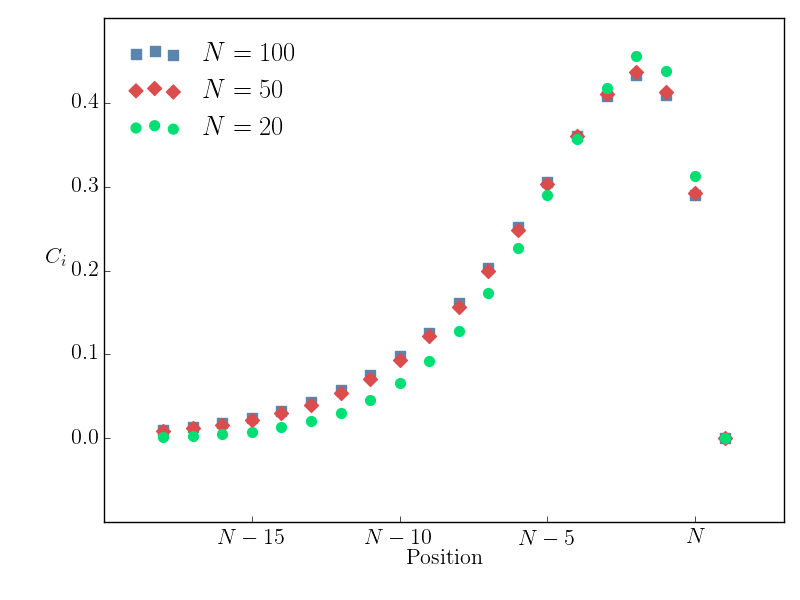 N = 100
N = 50
N = 20
0.4
0.3
C_i
0.2
0.1
0.0
N − 15
N − 10
N − 5
N
Position